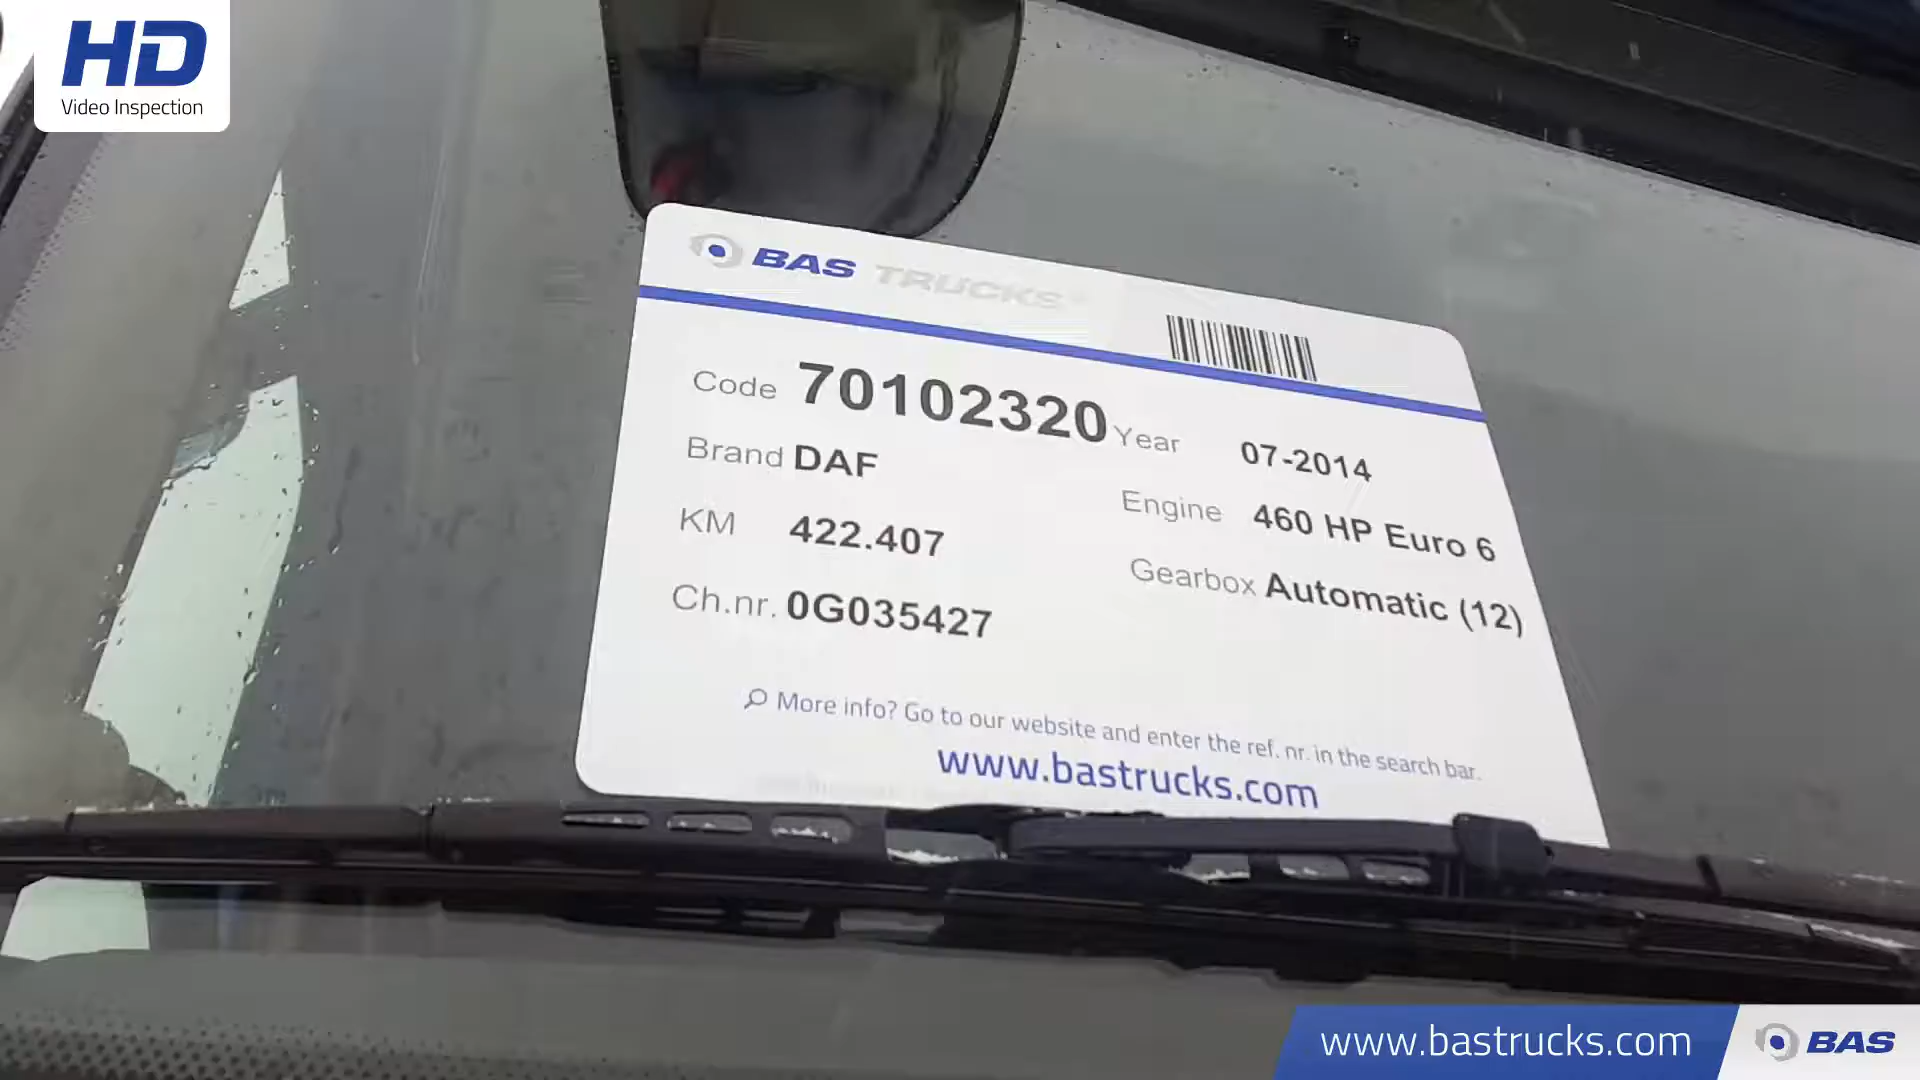 HD
Video Inspection
BAS TRUCKS
Code 70102320
Year 07-2014
Brand DAF
Engine 460 HP Euro 6
KM 422.407
Gearbox Automatic (12)
Ch.nr. 0G035427
More info? Go to our website and enter the ref. nr. in the search bar.
www.bastrucks.com
www.bastrucks.com
BAS